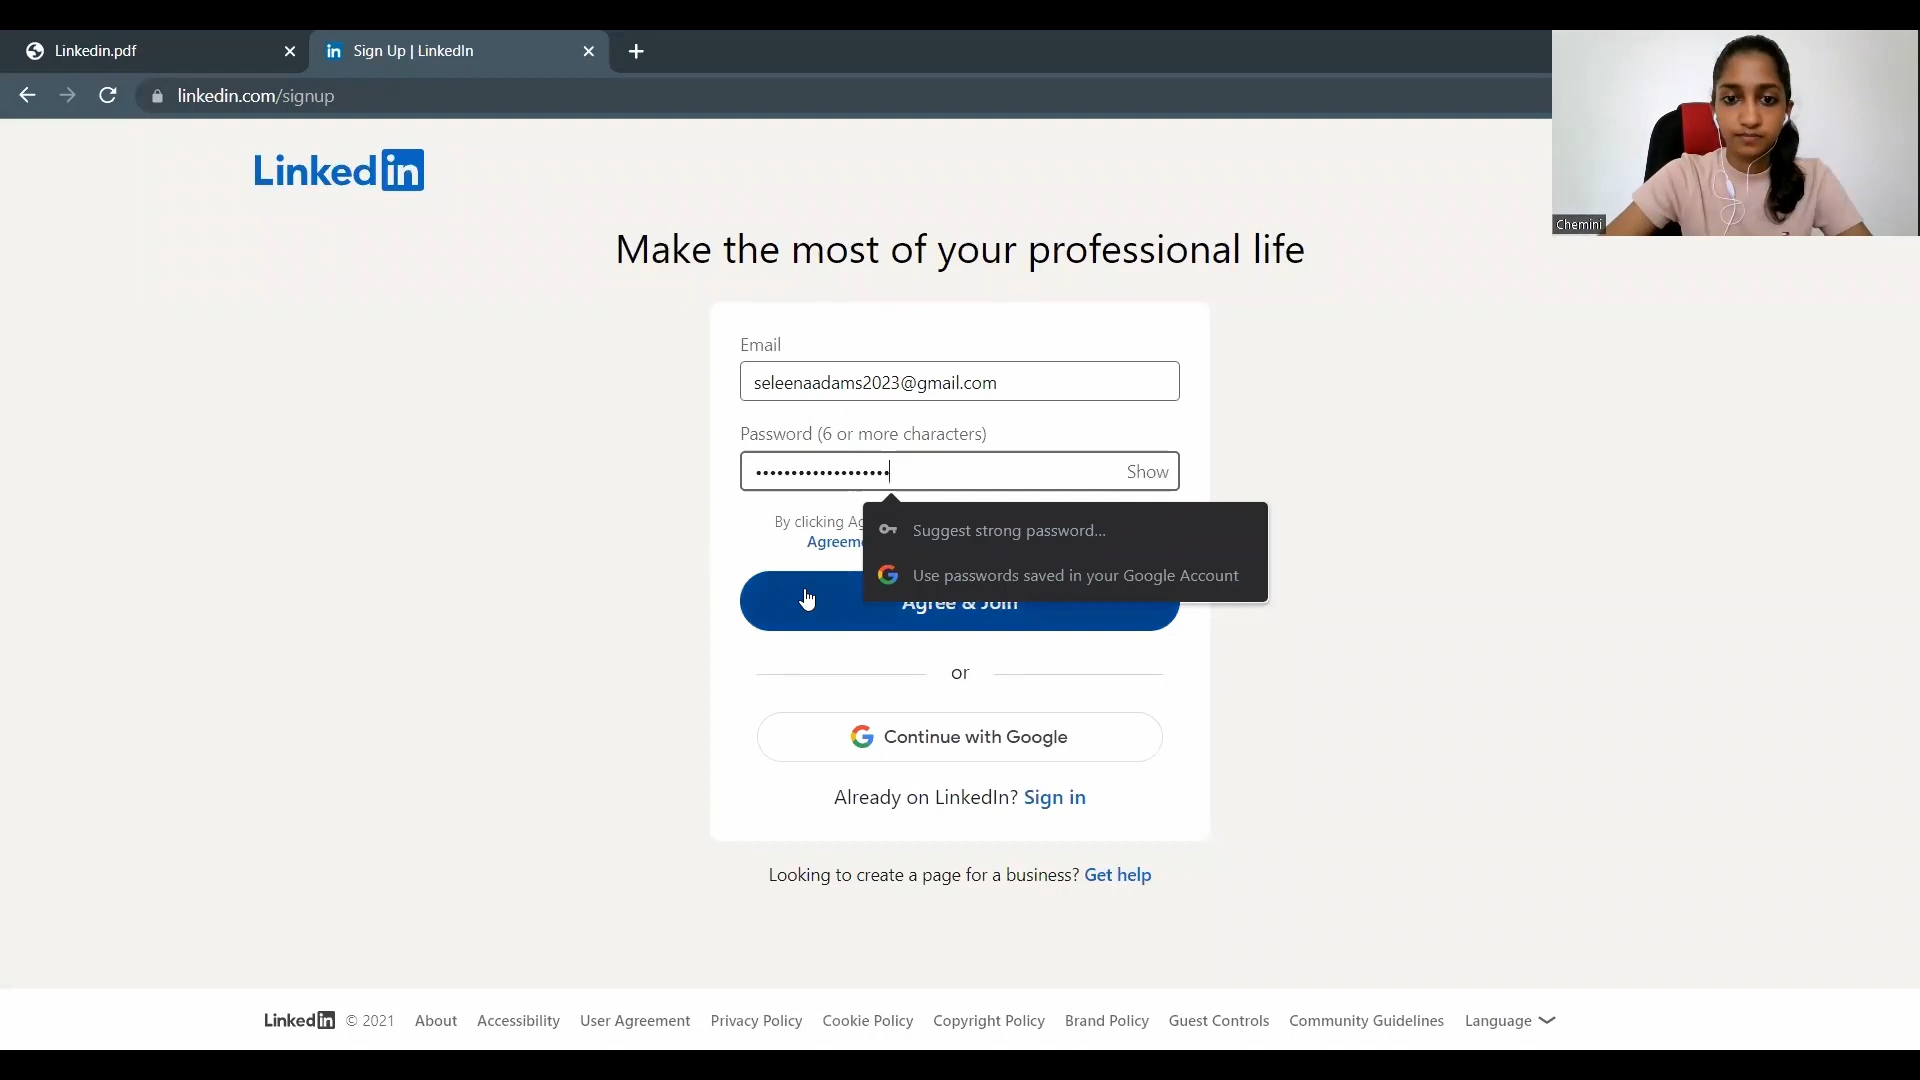 Linkedin.pdf
in Sign Up | LinkedIn
linkedin.com/signup
Chemini
Linkedin
Make the most of your professional life
Email
seleenaadams2023@gmail.com
Password (6 or more characters)
••••••••••••••••••• Show
By clicking
Suggest strong password...
Use passwords saved in your Google Account
Agree & Join
or
Continue with Google
Already on LinkedIn? Sign in
Looking to create a page for a business? Get help
Linkedin © 2021 About Accessibility User Agreement Privacy Policy Cookie Policy Copyright Policy Brand Policy Guest Controls Community Guidelines Language